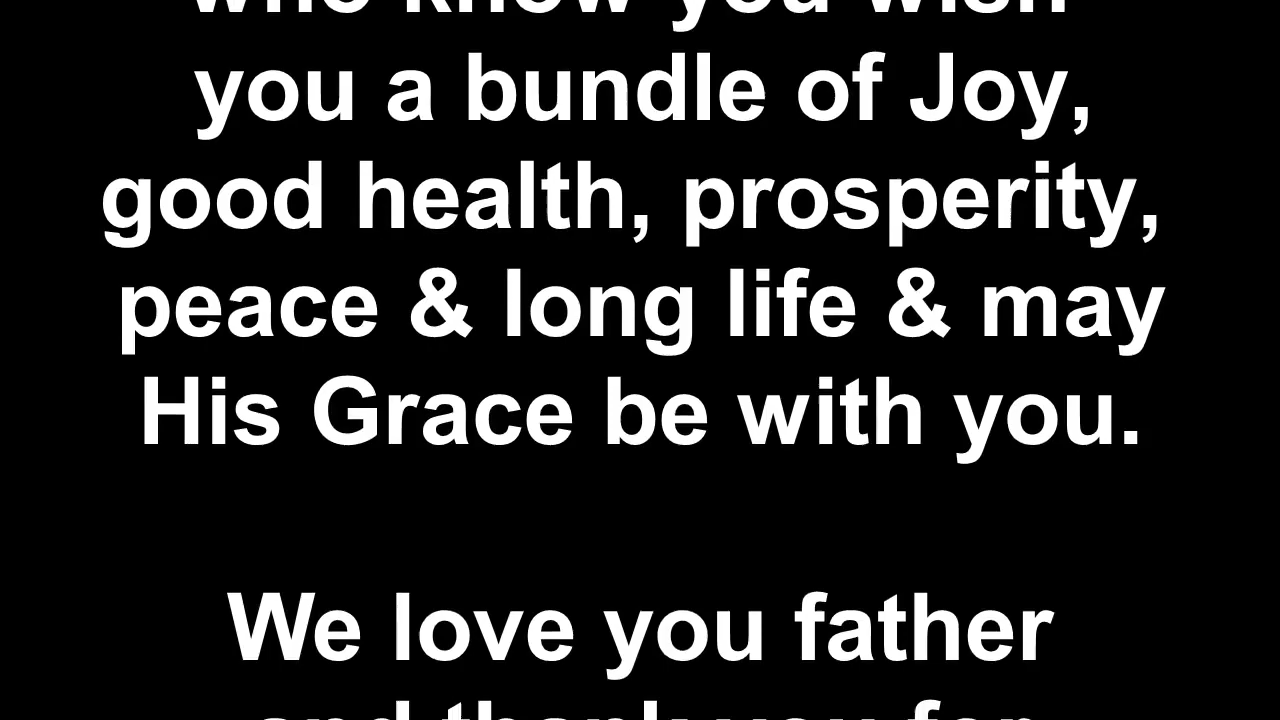 who know you wish
you a bundle of Joy,
good health, prosperity,
peace & long life & may
His Grace be with you.
We love you father
and thank you for